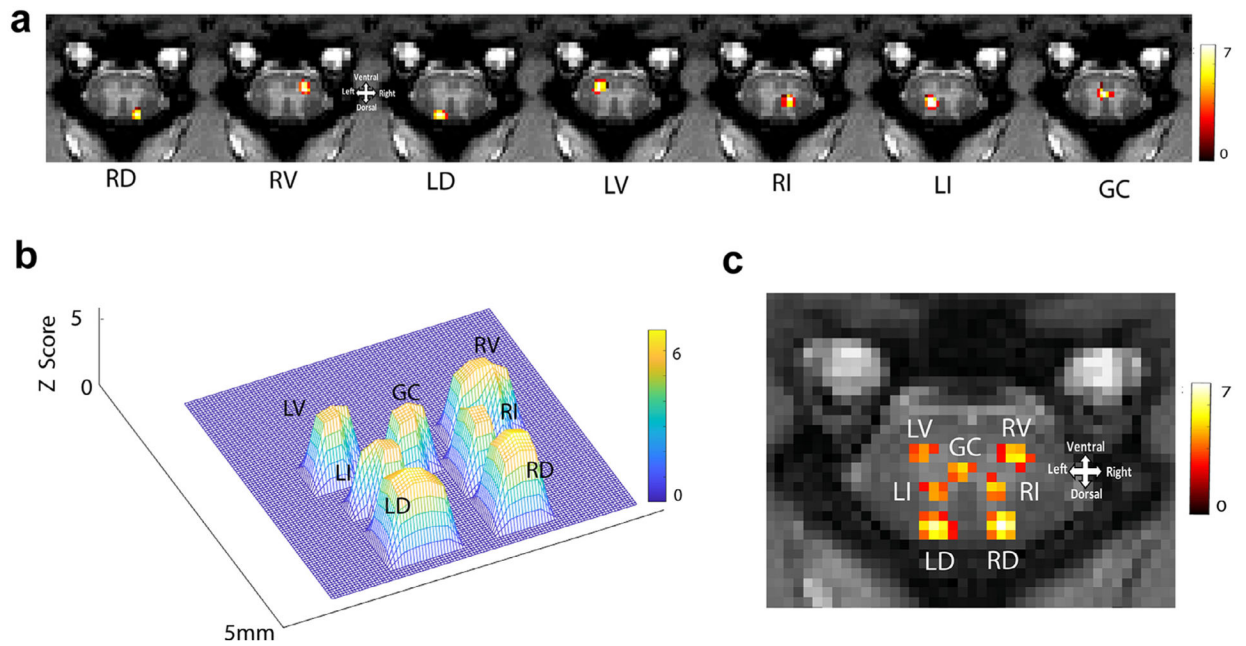 a
Ventral
Left
Right
Dorsal
7
0
RD
RV
LD
LV
RI
LI
GC
b
Z Score
5
0
RV
LV
GC
RI
LI
RD
LD
6
0
5mm
c
LV
RV
GC
Ventral
Left
Right
Dorsal
LI
RI
LD
RD
7
0